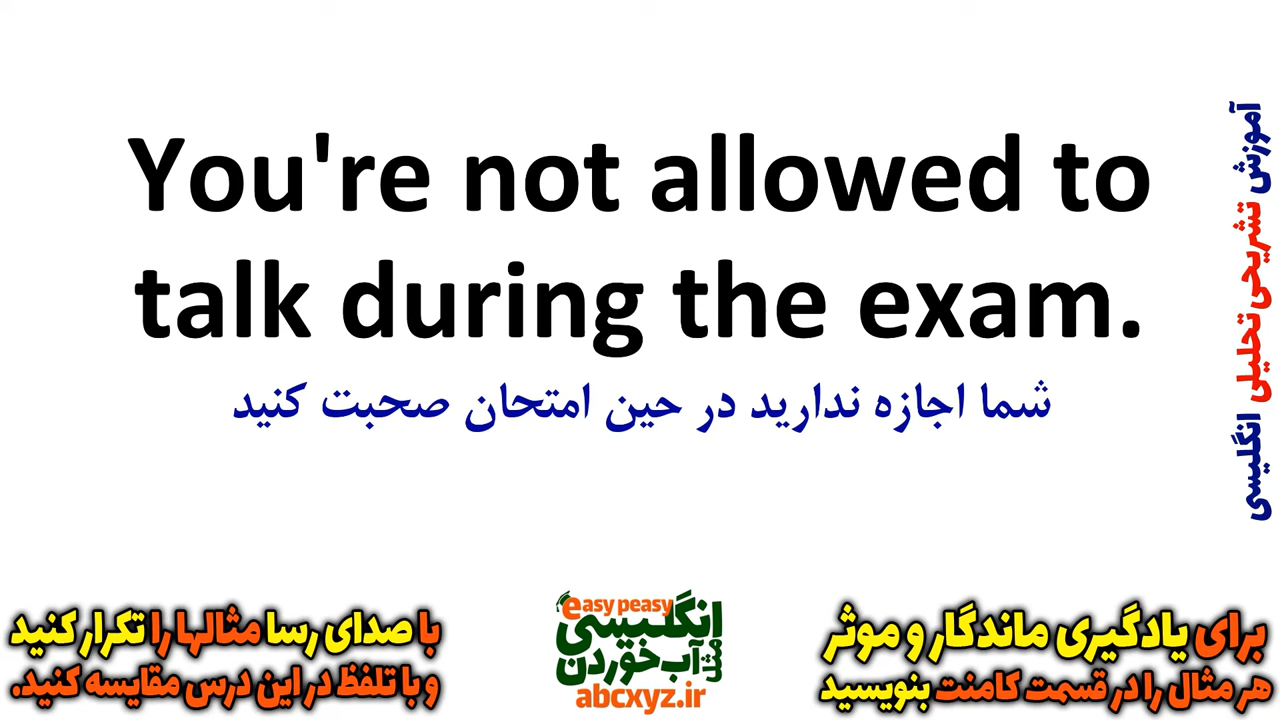 You're not allowed to
talk during the exam.
شما اجازه ندارید در حین امتحان صحبت کنید
آموزش تشریحی تحلیلی انگلیسی
برای یادگیری ماندگار و موثر
هر مثال را در قسمت کامنت بنویسید
easy peasy
انگلیسی
مثل آب خوردن
abcxyz.ir
با صدای رسا مثالها را تکرار کنید
و با تلفظ در این درس مقایسه کنید.